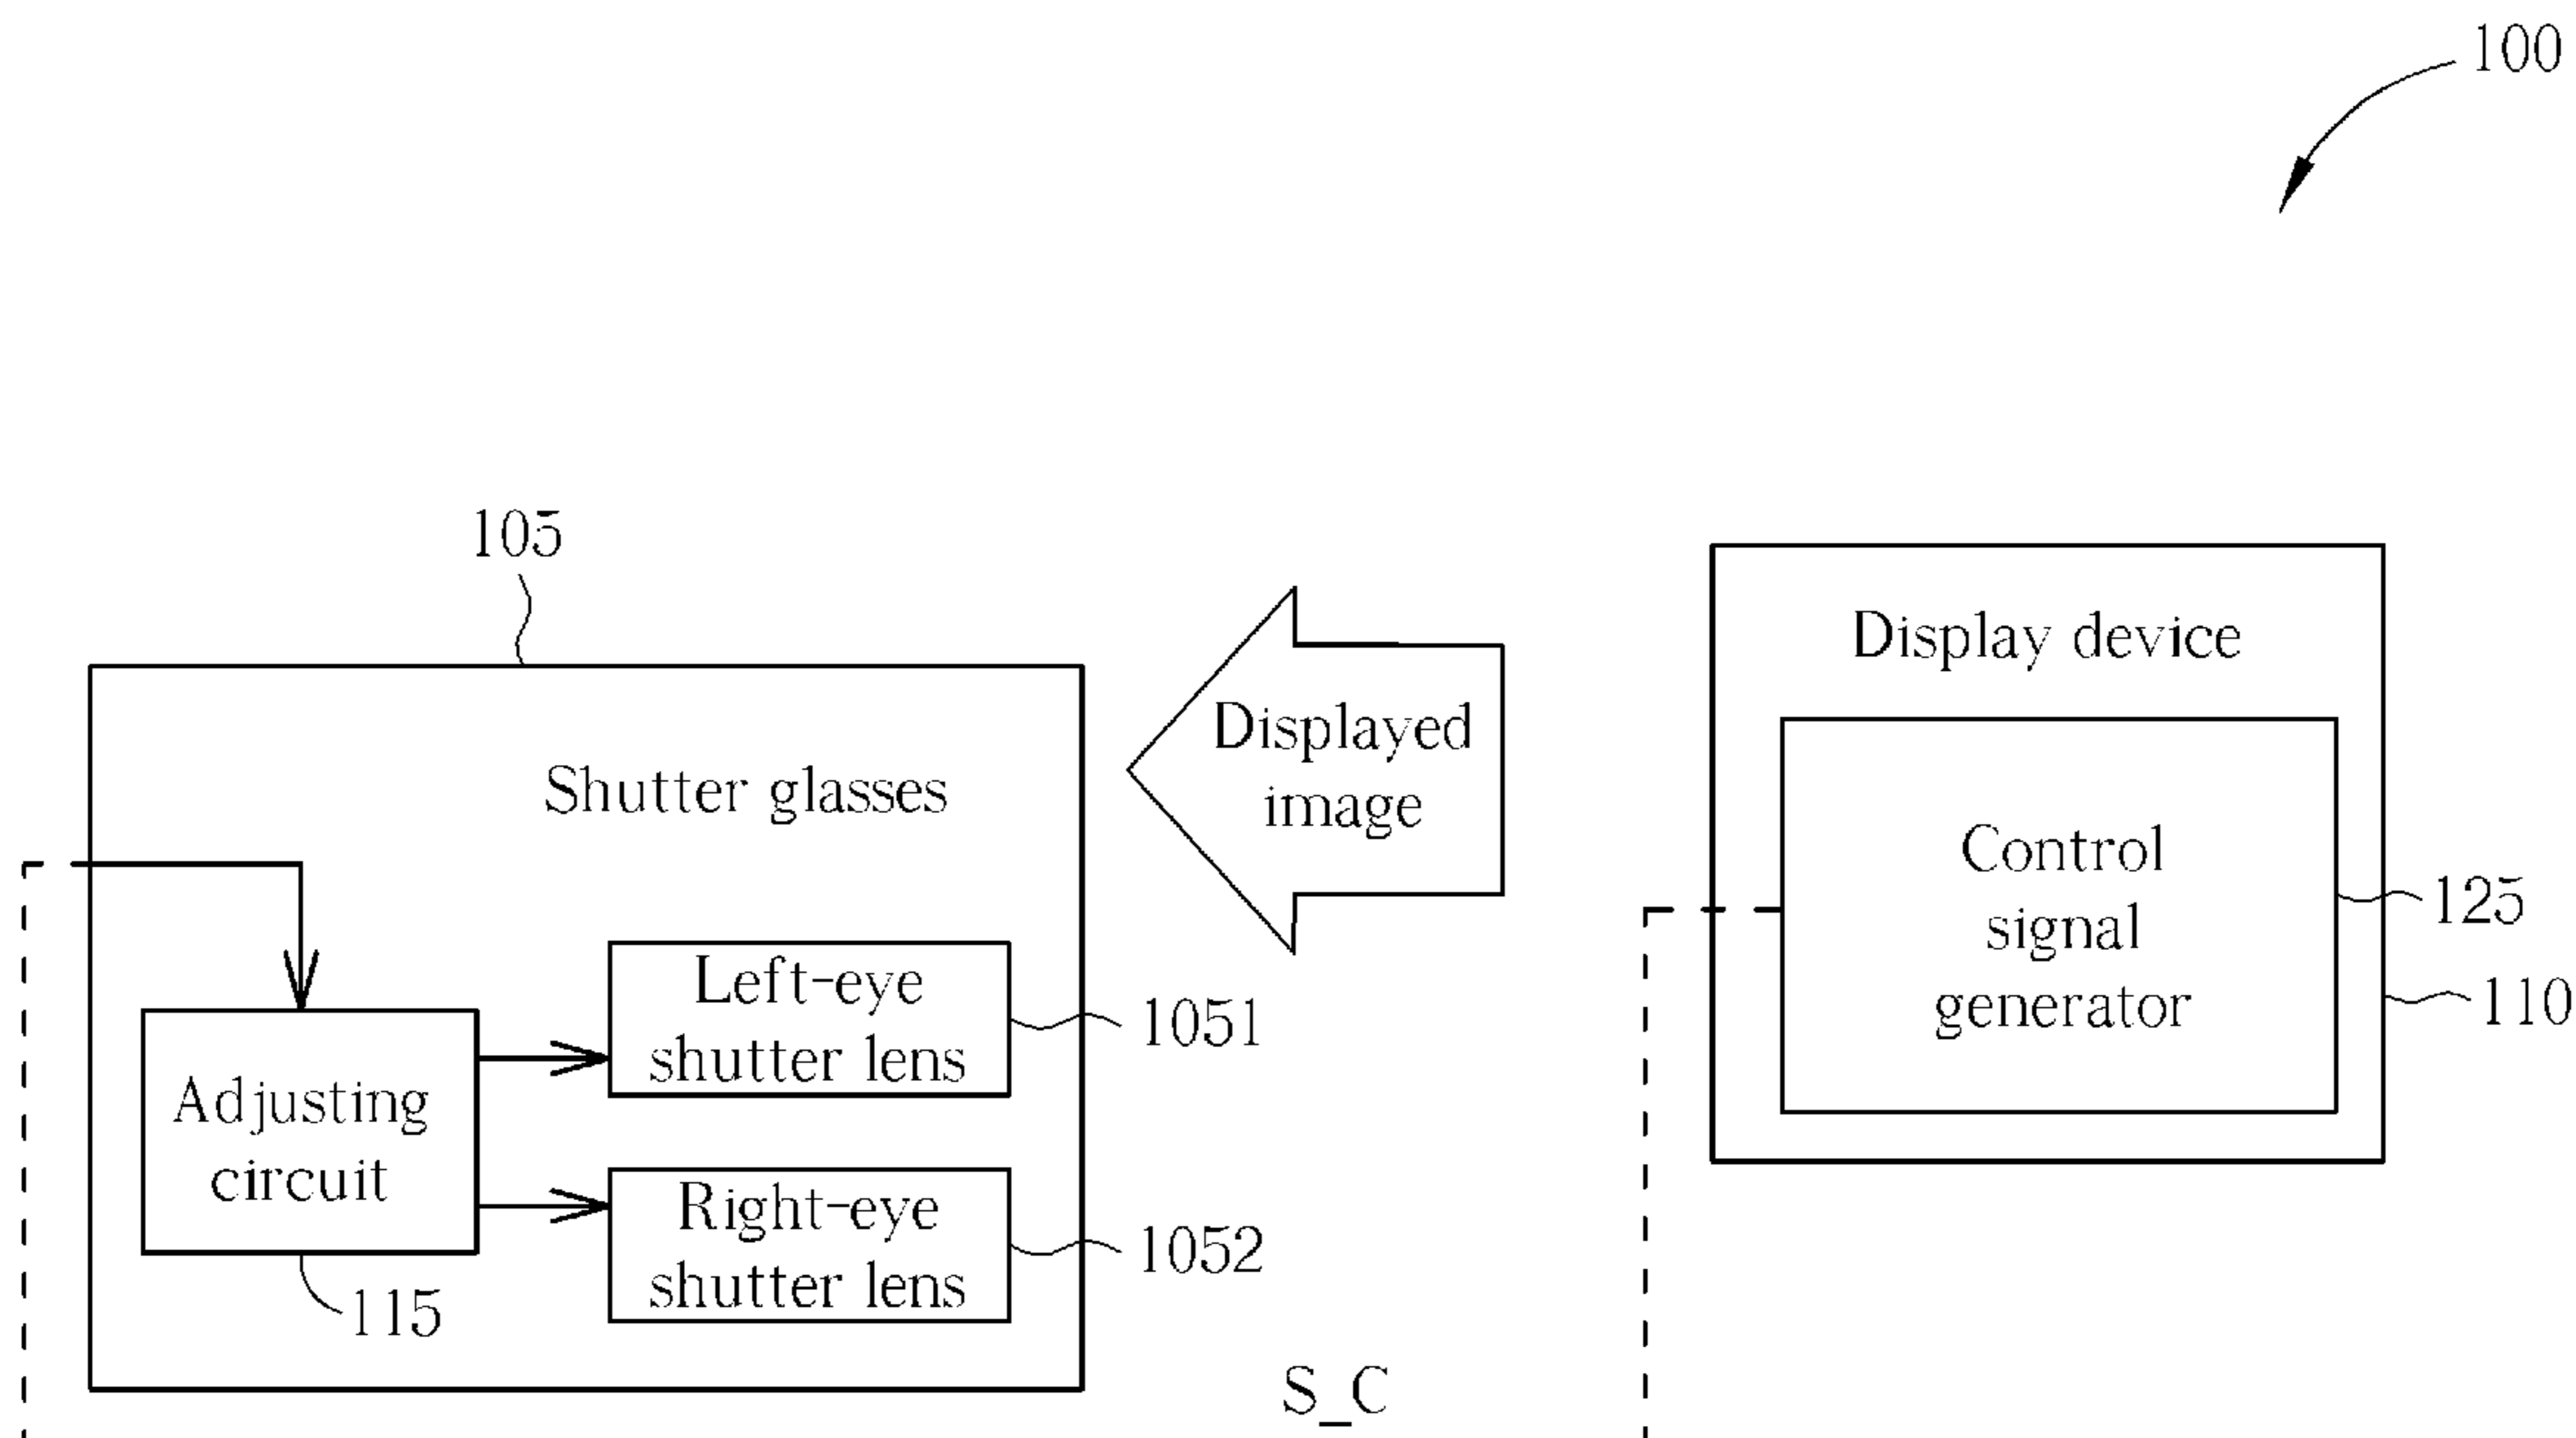 100
105
Display device
Displayed
image
Shutter glasses
Control
signal
generator
125
110
Left-eye
shutter lens
1051
Adjusting
circuit
Right-eye
shutter lens
1052
115
S_C